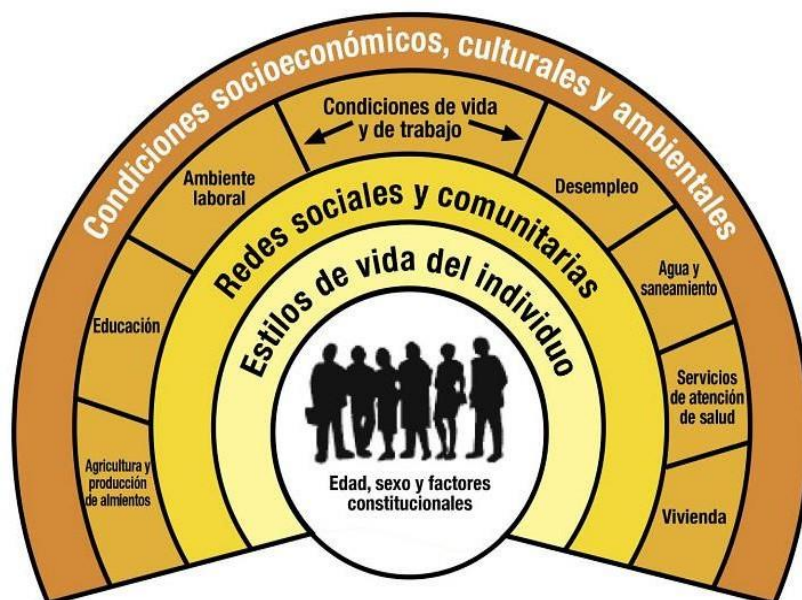 Condiciones socioeconómicos, culturales y ambientales
Condiciones de vida
y de trabajo
Ambiente
laboral
Desempleo
Redes sociales y comunitarias
Educación
Agua y
saneamiento
Estilos de vida del individuo
Agricultura y
producción
de almientos
Servicios
de atención
de salud
Vivienda
Edad, sexo y factores
constitucionales